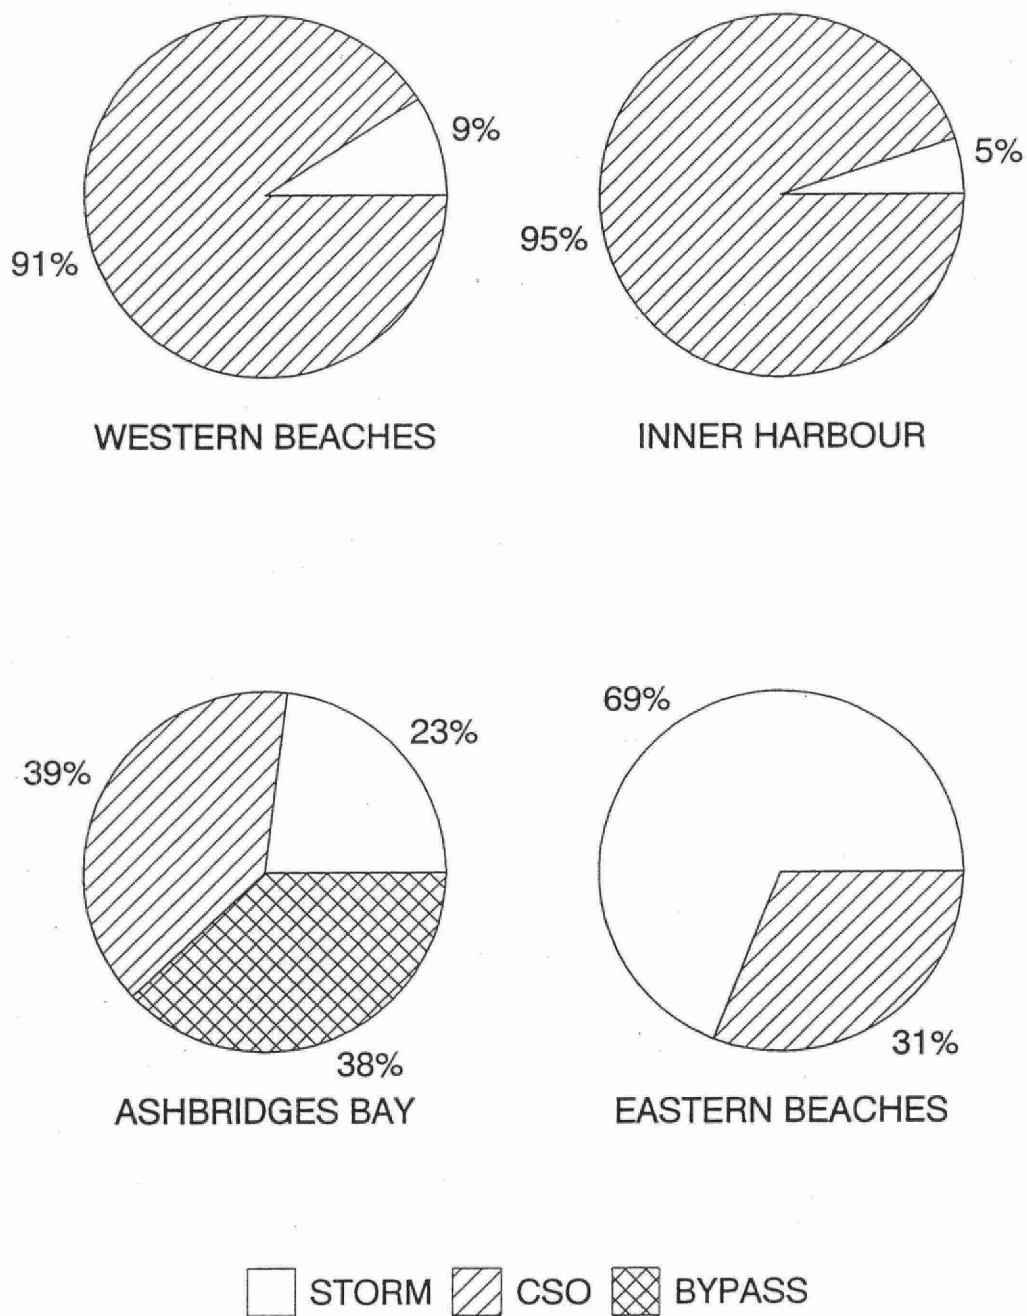 9%
91%
WESTERN BEACHES
5%
95%
INNER HARBOUR
23%
39%
38%
ASHBRIDGES BAY
69%
31%
EASTERN BEACHES
STORM CSO BYPASS